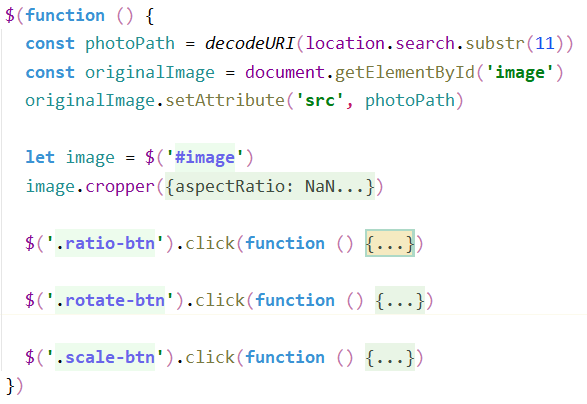 $(function () {
const photoPath = decodeURI(location.search.substr(11))
const originalImage = document.getElementById('image')
originalImage.setAttribute('src', photoPath)
let image = $('#image')
image.cropper({aspectRatio: NaN...})
$('.ratio-btn').click(function () {...})
$('.rotate-btn').click(function () {...})
$('.scale-btn').click(function () {...})
})